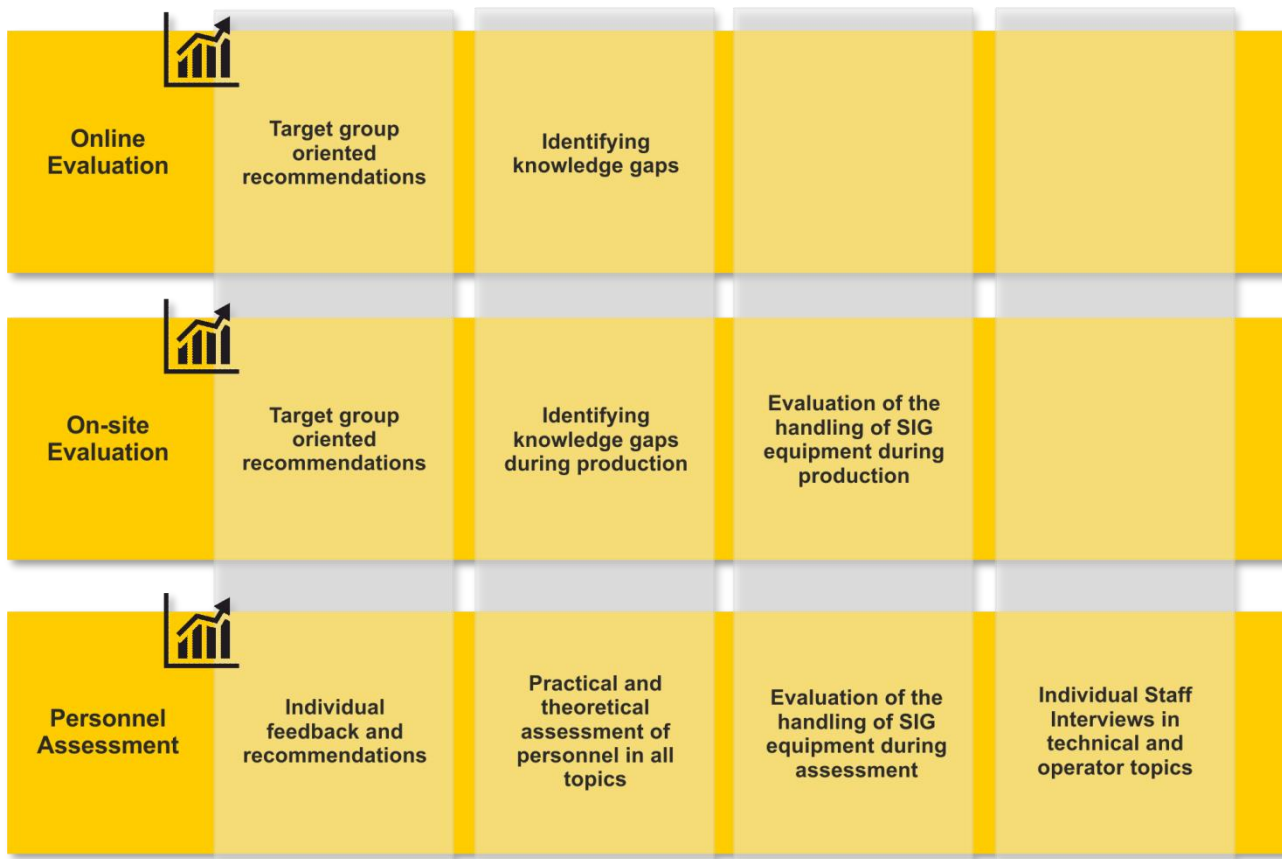 Online
Evaluation
Target group
oriented
recommendations
Identifying
knowledge gaps
On-site
Evaluation
Target group
oriented
recommendations
Identifying
knowledge gaps
during production
Evaluation of the
handling of SIG
equipment during
production
Personnel
Assessment
Individual
feedback and
recommendations
Practical and
theoretical
assessment of
personnel in all
topics
Evaluation of the
handling of SIG
equipment during
assessment
Individual Staff
Interviews in
technical and
operator topics